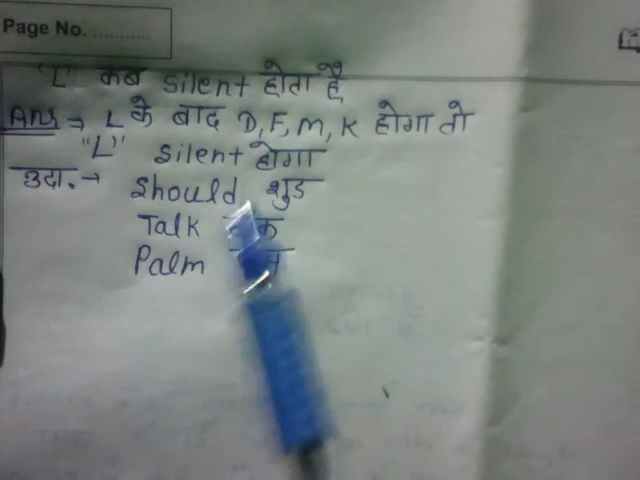 Page No. ............
"L" कब silent होता है
Ans → L के बाद D, F, M, K होगा तो
"L" silent होगा
उदा. → Should शुड
Talk
Palm